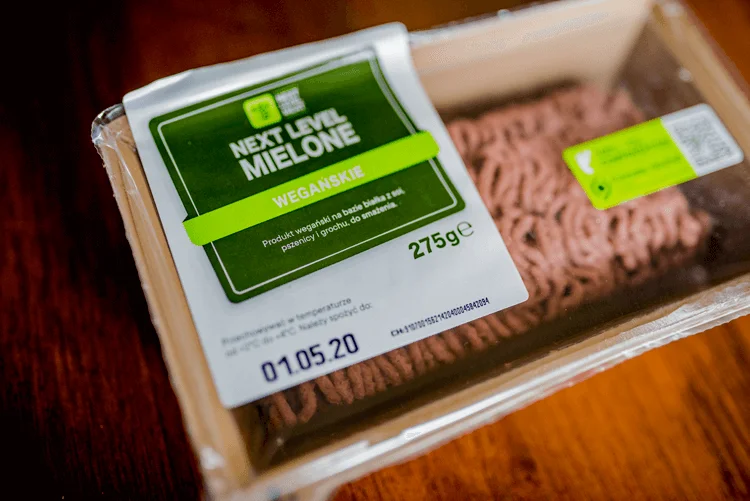 NEXT LEVEL
MIELONE
WEGAŃSKIE
Produkt wegański na bazie białka z soi,
pszenicy i grochu, do smażenia.
275g℮
Przechowywać w temperaturze
od +2°C do +4°C. Należy spożyć do:
01.05.20